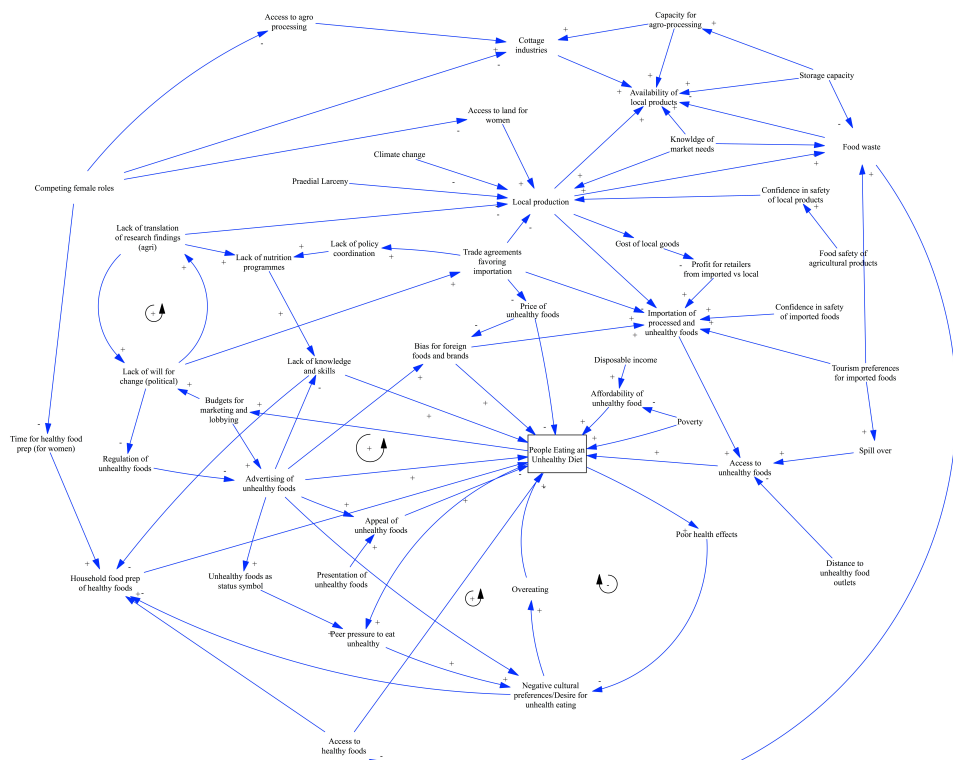 Access to agro
processing
Capacity for
agro-processing
Cottage
industries
Storage capacity
Availability of
local products
Access to land for
women
Climate change
Knowldge of
market needs
Food waste
Praedial Larceny
Competing female roles
Local production
Confidence in safety
of local products
Lack of translation
of research findings
(agri)
Lack of policy
coordination
Lack of nutrition
programmes
Trade agreements
favoring
importation
Cost of local goods
Food safety of
agricultural products
Profit for retailers
from imported vs local
Price of
unhealthy foods
Importation of
processed and
unhealthy foods
Confidence in safety
of imported foods
Bias for foreign
foods and brands
Lack of knowledge
and skills
Disposable income
Tourism preferences
for imported foods
Lack of will for
change (political)
Budgets for
marketing and
lobbying
Affordability of
unhealthy food
Poverty
Time for healthy food
prep (for women)
People Eating an
Unhealthy Diet
Spill over
Regulation of
unhealthy foods
Access to
unhealthy foods
Advertising of
unhealthy foods
Appeal of
unhealthy foods
Poor health effects
Household food prep
of healthy foods
Unhealthy foods as
status symbol
Presentation of
unhealthy foods
Overeating
Distance to
unhealthy food
outlets
Peer pressure to eat
unhealthy
Negative cultural
preferences/Desire for
unhealth eating
Access to
healthy foods